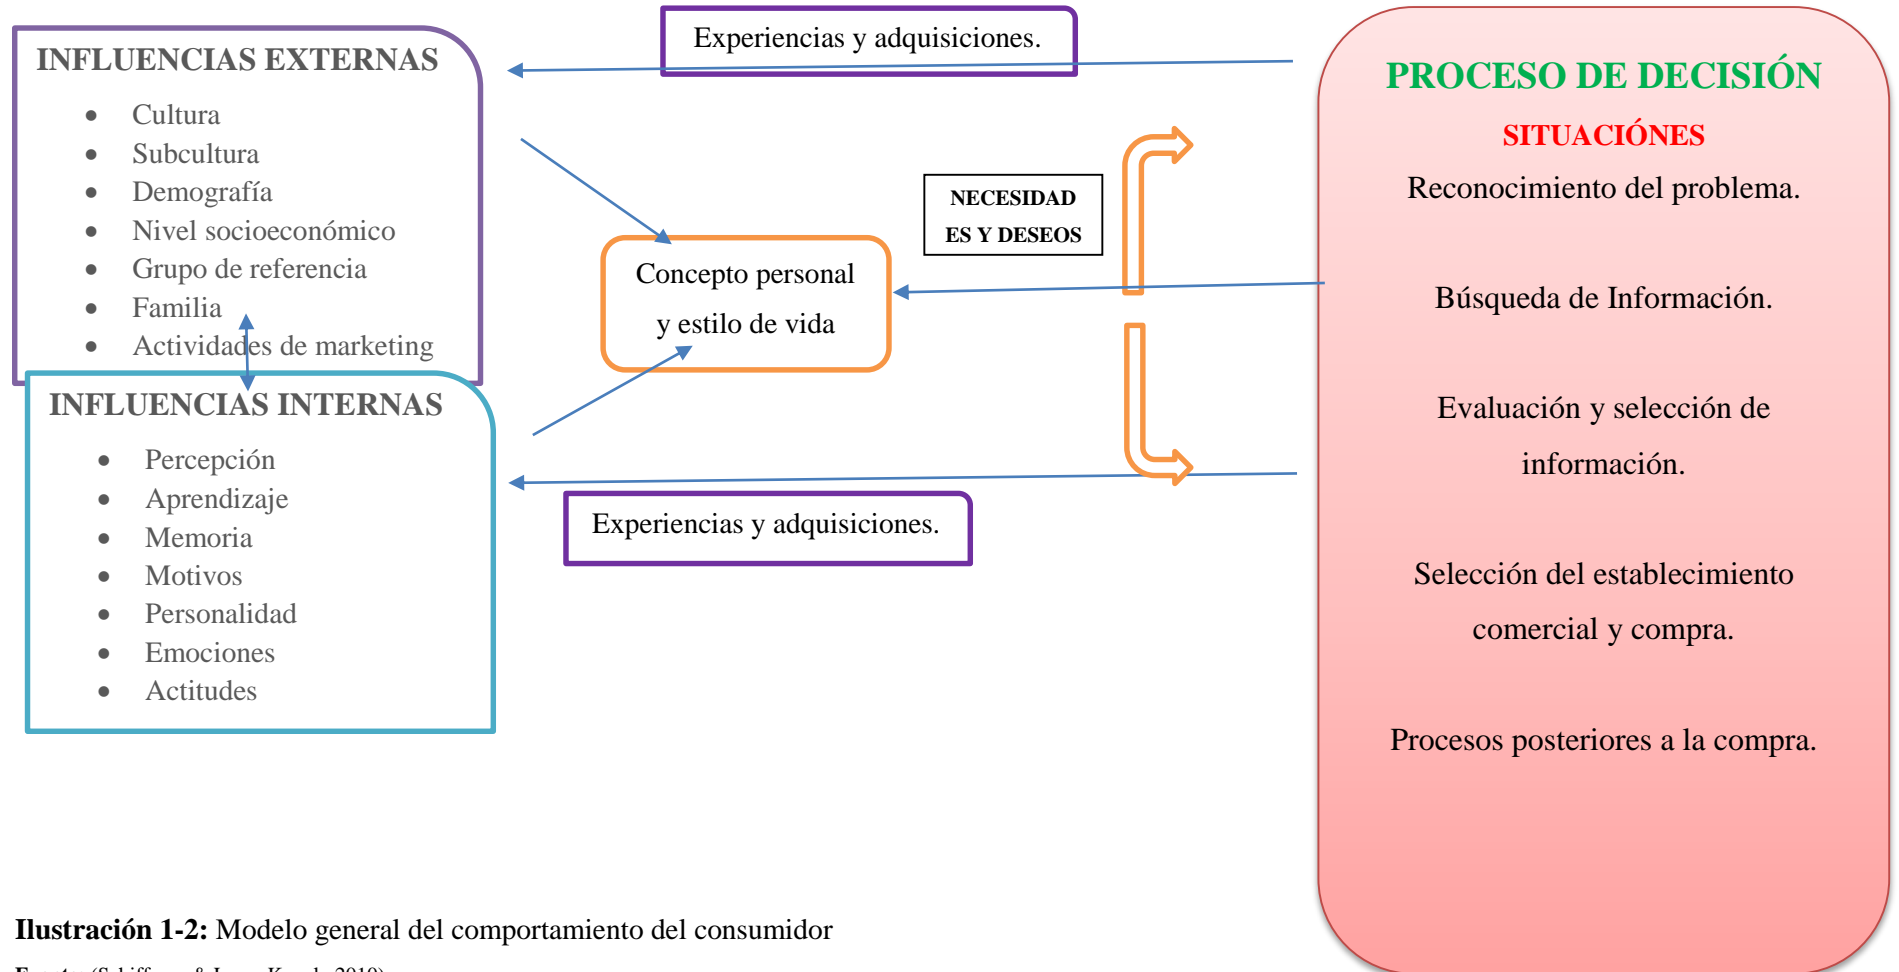 INFLUENCIAS EXTERNAS
• Cultura
• Subcultura
• Demografía
• Nivel socioeconómico
• Grupo de referencia
• Familia
• Actividades de marketing
INFLUENCIAS INTERNAS
• Percepción
• Aprendizaje
• Memoria
• Motivos
• Personalidad
• Emociones
• Actitudes
Experiencias y adquisiciones.
Concepto personal
y estilo de vida
NECESIDAD
ES Y DESEOS
Experiencias y adquisiciones.
PROCESO DE DECISIÓN
SITUACIÓNES
Reconocimiento del problema.
Búsqueda de Información.
Evaluación y selección de
información.
Selección del establecimiento
comercial y compra.
Procesos posteriores a la compra.
Ilustración 1-2: Modelo general del comportamiento del consumidor